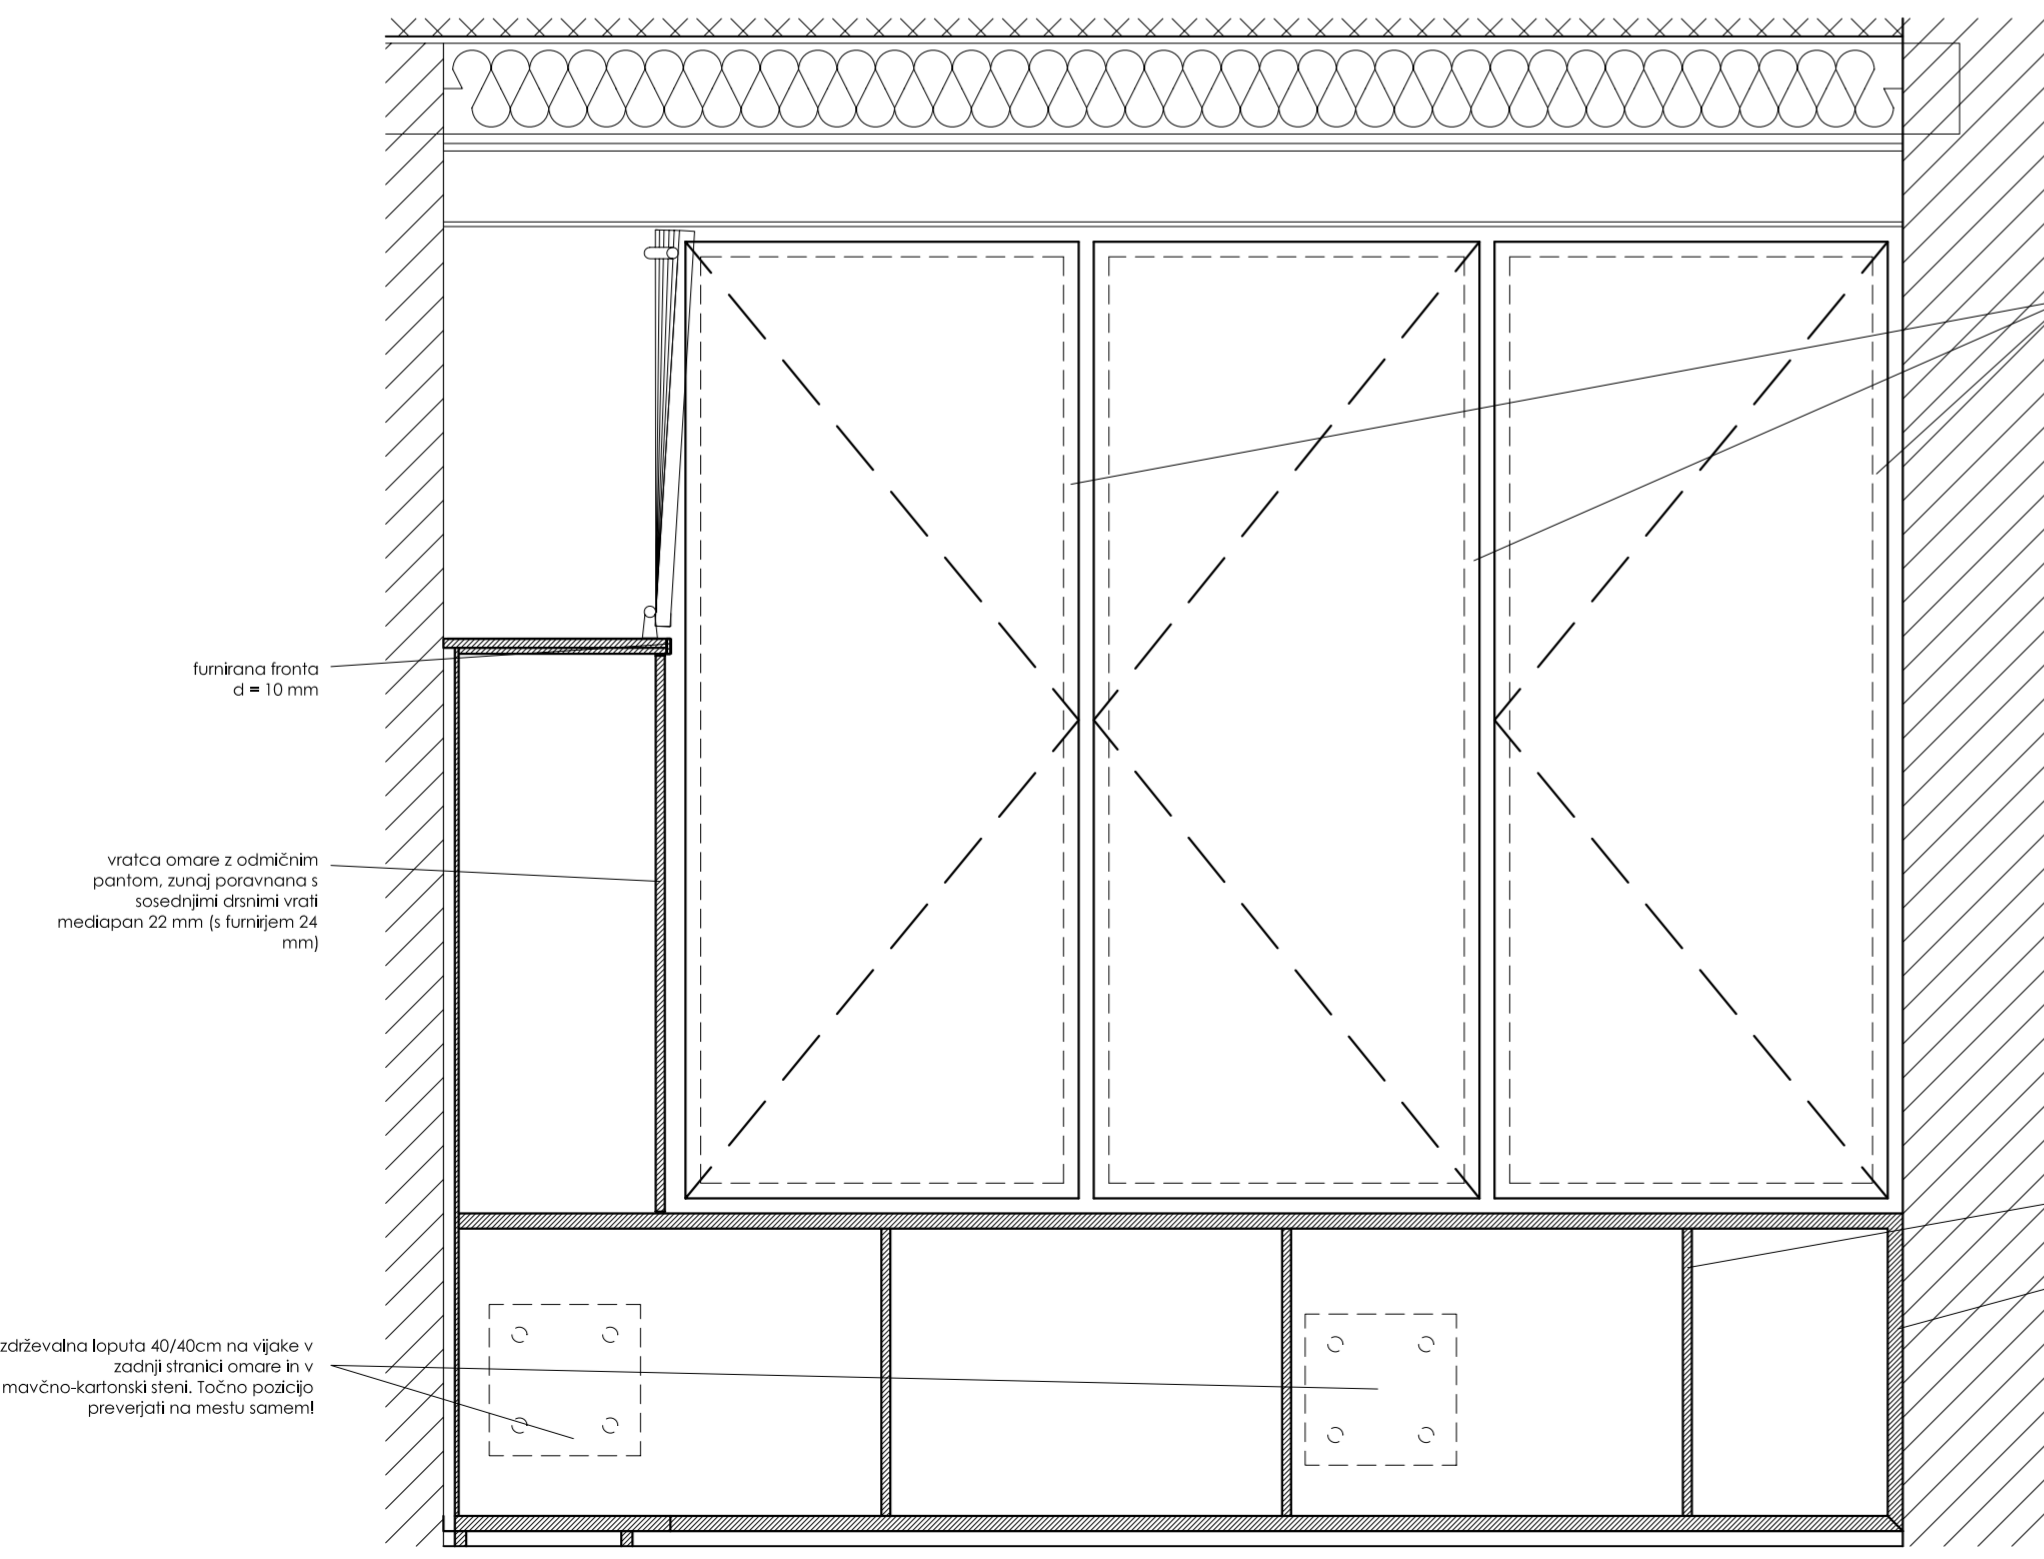 furnirana fronta
d = 10 mm
vratca omare z odmičnim
pantom, zunaj poravnana s
sosednjimi drsnimi vrati
mediapan 22 mm (s furnirjem 24
mm)
zdrževalna loputa 40/40cm na vijake v
zadnji stranici omare in v
mavčno-kartonski steni. Točno pozicijo
preverjati na mestu samem!